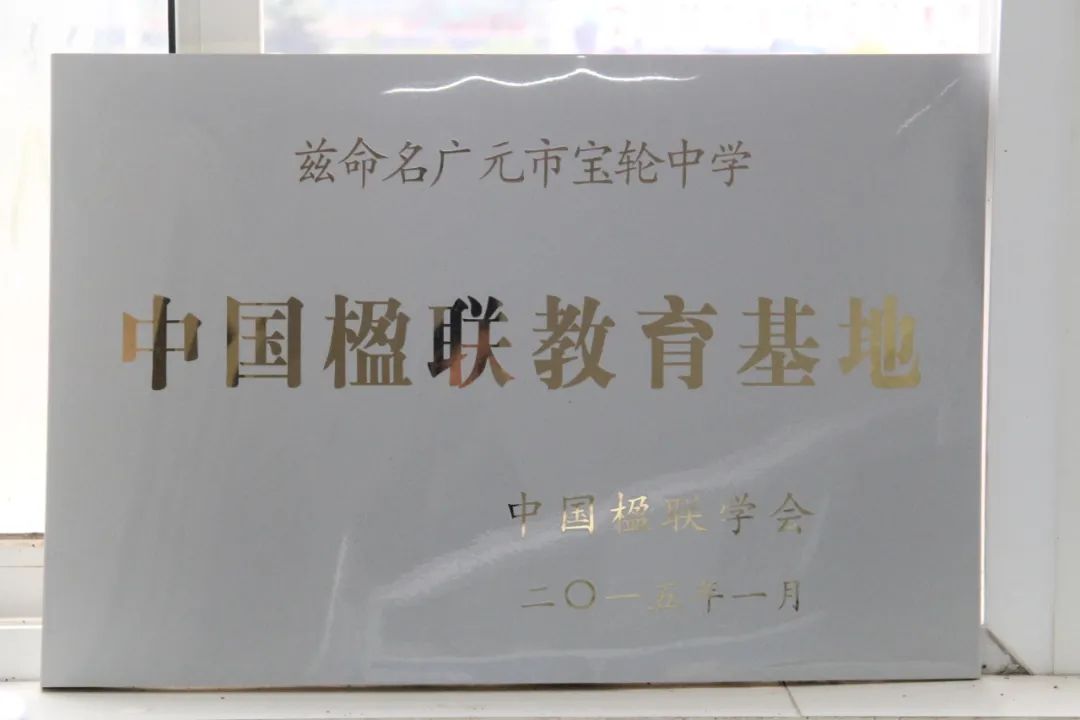 兹命名广元市宝轮中学
中国楹联教育基地
中国楹联学会
二〇一五年一月